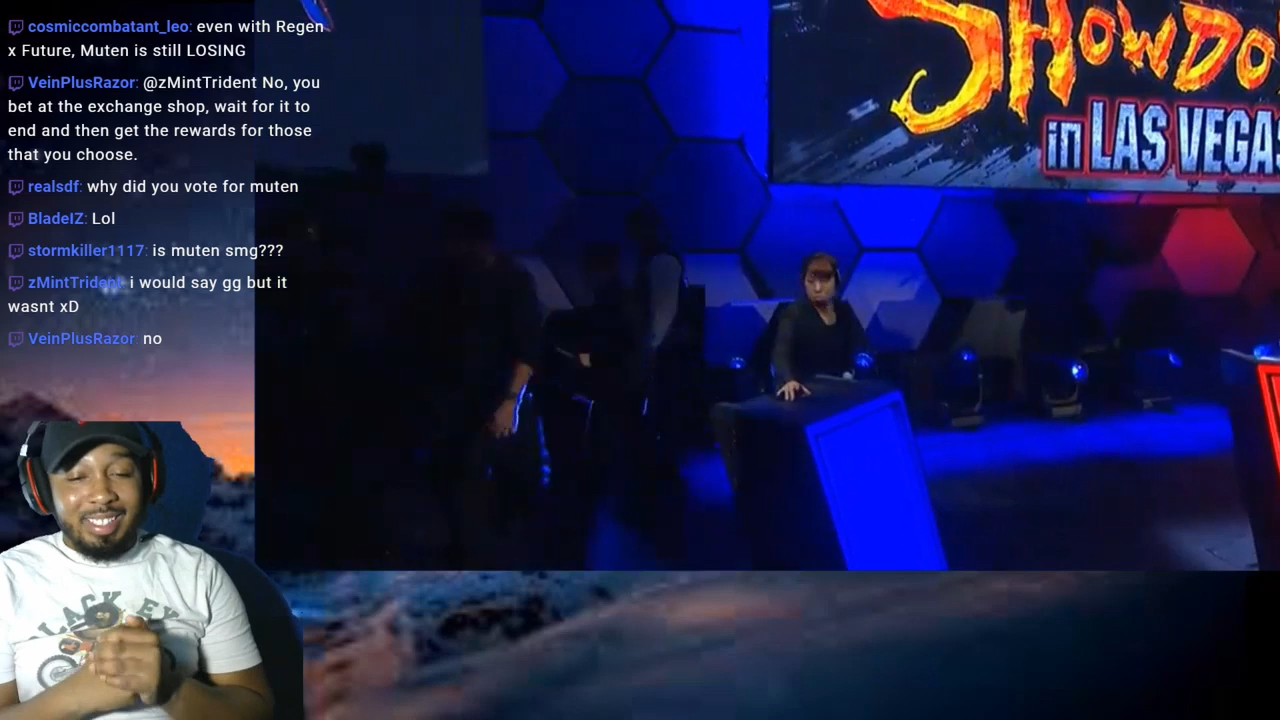 cosmiccombatant_leo: even with Regen
x Future, Muten is still LOSING
VeinPlusRazor: @zMintTrident No, you
bet at the exchange shop, wait for it to
end and then get the rewards for those
that you choose.
realsdf: why did you vote for muten
BladeIZ: Lol
stormkiller1117: is muten smg???
zMintTrident: i would say gg but it
wasnt xD
VeinPlusRazor: no
SHOWDO
in LAS VEGAS
LACK EY